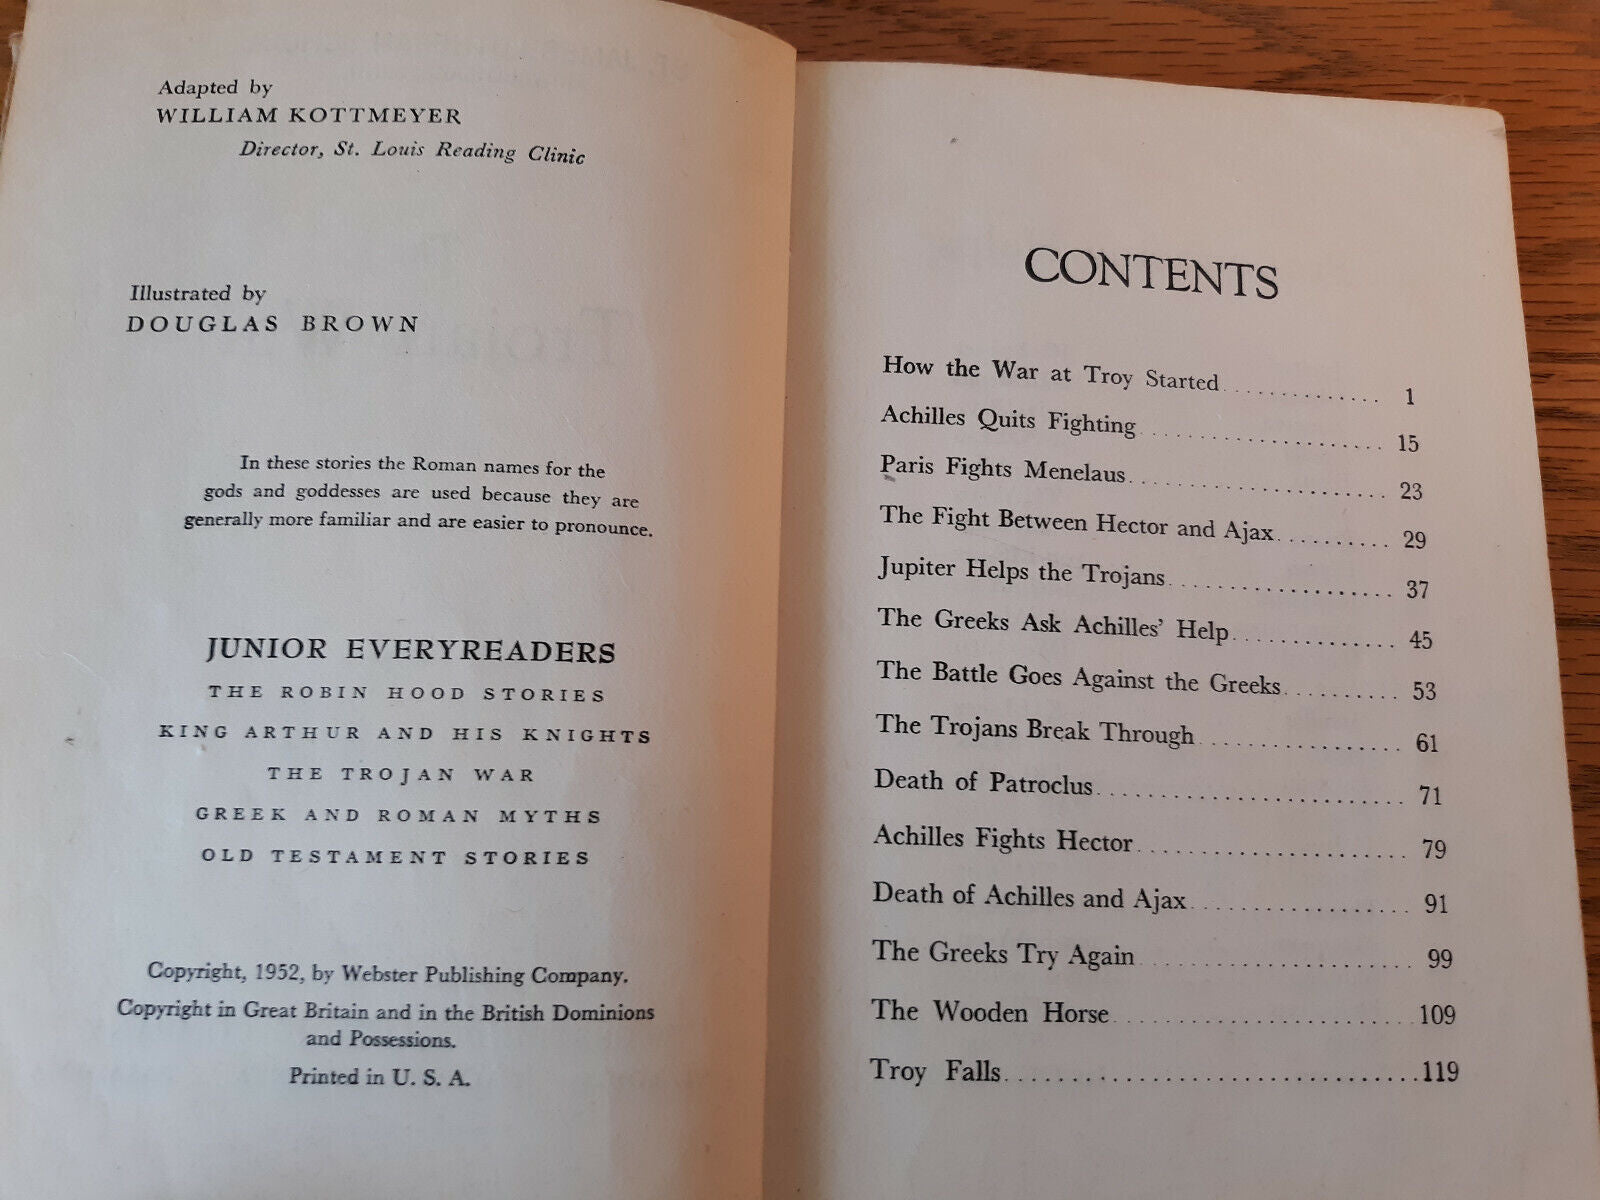 Adapted by
WILLIAM KOTTMEYER
Director, St. Louis Reading Clinic
Illustrated by
DOUGLAS BROWN
In these stories the Roman names for the
gods and goddesses are used because they are
generally more familiar and are easier to pronounce.
JUNIOR EVERYREADERS
THE ROBIN HOOD STORIES
KING ARTHUR AND HIS KNIGHTS
THE TROJAN WAR
GREEK AND ROMAN MYTHS
OLD TESTAMENT STORIES
Copyright, 1952, by Webster Publishing Company.
Copyright in Great Britain and in the British Dominions
and Possessions.
Printed in U. S. A.
CONTENTS
How the War at Troy Started.............. 1
Achilles Quits Fighting...................... 15
Paris Fights Menelaus...................... 23
The Fight Between Hector and Ajax.......... 29
Jupiter Helps the Trojans.................... 37
The Greeks Ask Achilles' Help............... 45
The Battle Goes Against the Greeks.......... 53
The Trojans Break Through................. 61
Death of Patroclus.......................... 71
Achilles Fights Hector....................... 79
Death of Achilles and Ajax.................. 91
The Greeks Try Again....................... 99
The Wooden Horse.........................109
Troy Falls................................119